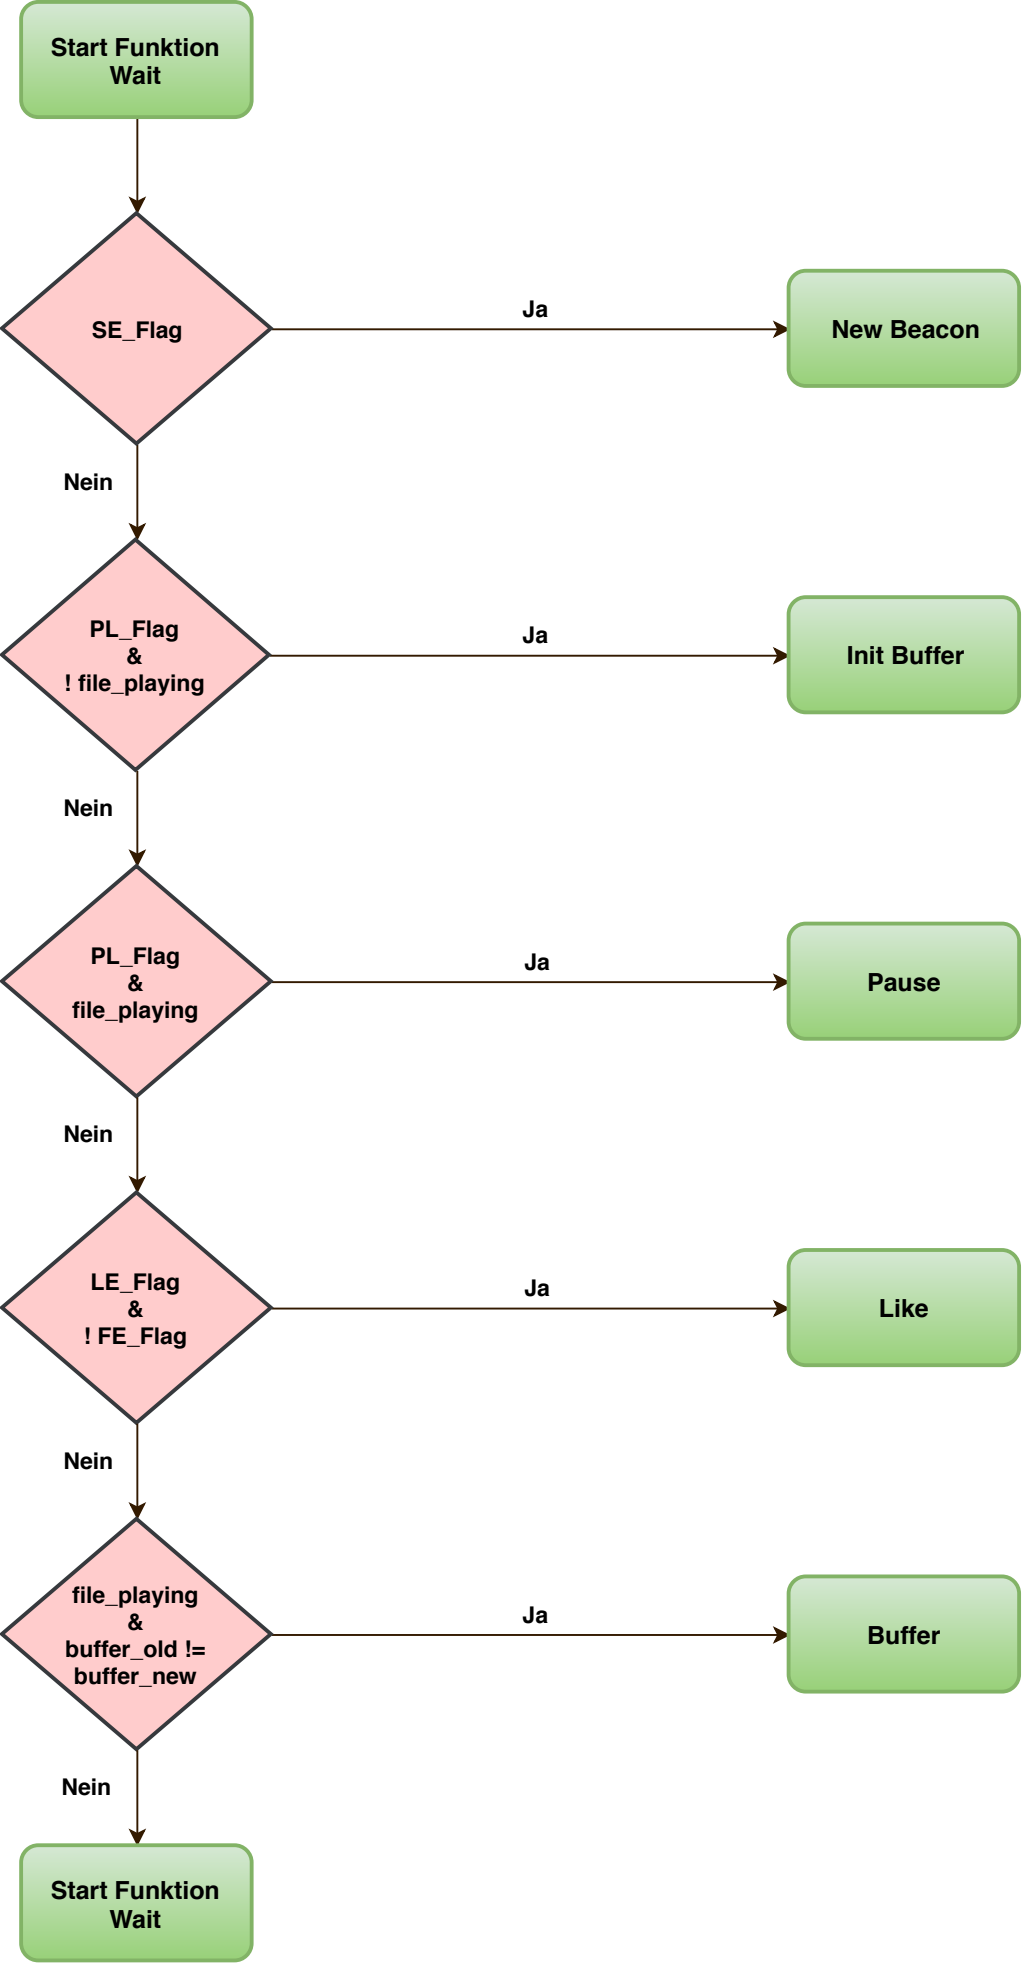 Start Funktion
Wait
SE_Flag
Ja
New Beacon
Nein
PL_Flag
&
! file_playing
Ja
Init Buffer
Nein
PL_Flag
&
file_playing
Ja
Pause
Nein
LE_Flag
&
! FE_Flag
Ja
Like
Nein
file_playing
&
buffer_old !=
buffer_new
Ja
Buffer
Nein
Start Funktion
Wait